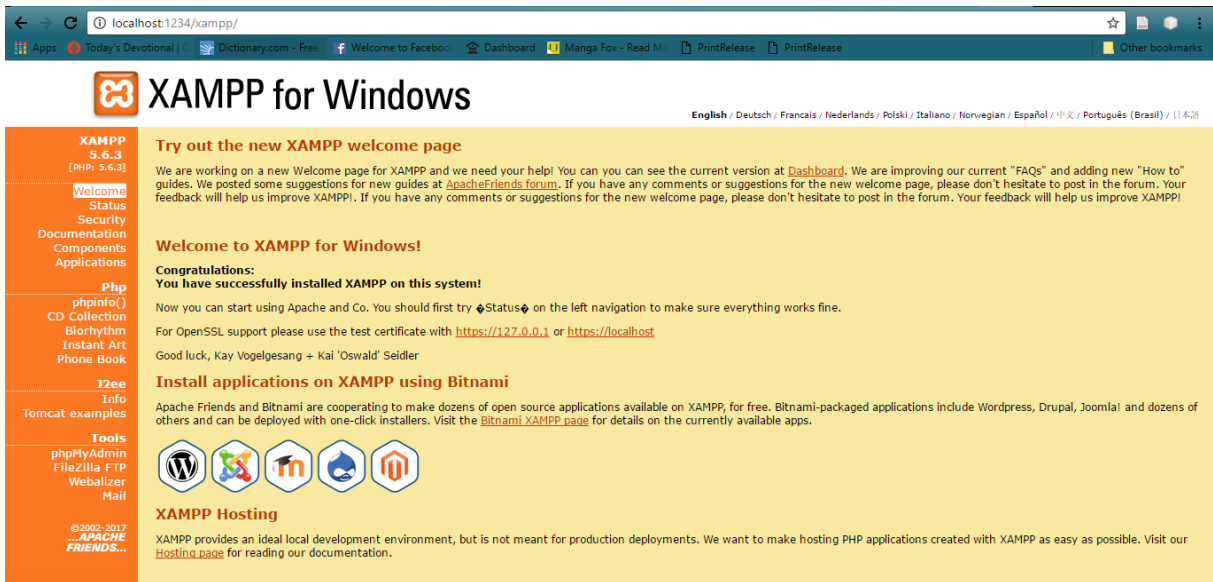 localhost:1234/xampp/
Apps Today's Devotional | C Dictionary.com - Free Welcome to Facebook Dashboard Manga Fox - Read Ma PrintRelease PrintRelease Other bookmarks
XAMPP for Windows
English / Deutsch / Francais / Nederlands / Polski / Italiano / Norwegian / Español / 中文 / Português (Brasil) / 日本語
XAMPP
5.6.3
[PHP: 5.6.3]
Welcome
Status
Security
Documentation
Components
Applications
Php
phpinfo()
CD Collection
Biorhythm
Instant Art
Phone Book
J2ee
Info
Tomcat examples
Tools
phpMyAdmin
FileZilla FTP
Webalizer
Mail
©2002-2017
...APACHE
FRIENDS...
Try out the new XAMPP welcome page
We are working on a new Welcome page for XAMPP and we need your help! You can you can see the current version at Dashboard. We are improving our current "FAQs" and adding new "How to"
guides. We posted some suggestions for new guides at ApacheFriends forum. If you have any comments or suggestions for the new welcome page, please don't hesitate to post in the forum. Your
feedback will help us improve XAMPP!. If you have any comments or suggestions for the new welcome page, please don't hesitate to post in the forum. Your feedback will help us improve XAMPP!
Welcome to XAMPP for Windows!
Congratulations:
You have successfully installed XAMPP on this system!
Now you can start using Apache and Co. You should first try �Status� on the left navigation to make sure everything works fine.
For OpenSSL support please use the test certificate with https://127.0.0.1 or https://localhost
Good luck, Kay Vogelgesang + Kai 'Oswald' Seidler
Install applications on XAMPP using Bitnami
Apache Friends and Bitnami are cooperating to make dozens of open source applications available on XAMPP, for free. Bitnami-packaged applications include Wordpress, Drupal, Joomla! and dozens of
others and can be deployed with one-click installers. Visit the Bitnami XAMPP page for details on the currently available apps.
XAMPP Hosting
XAMPP provides an ideal local development environment, but is not meant for production deployments. We want to make hosting PHP applications created with XAMPP as easy as possible. Visit our
Hosting page for reading our documentation.